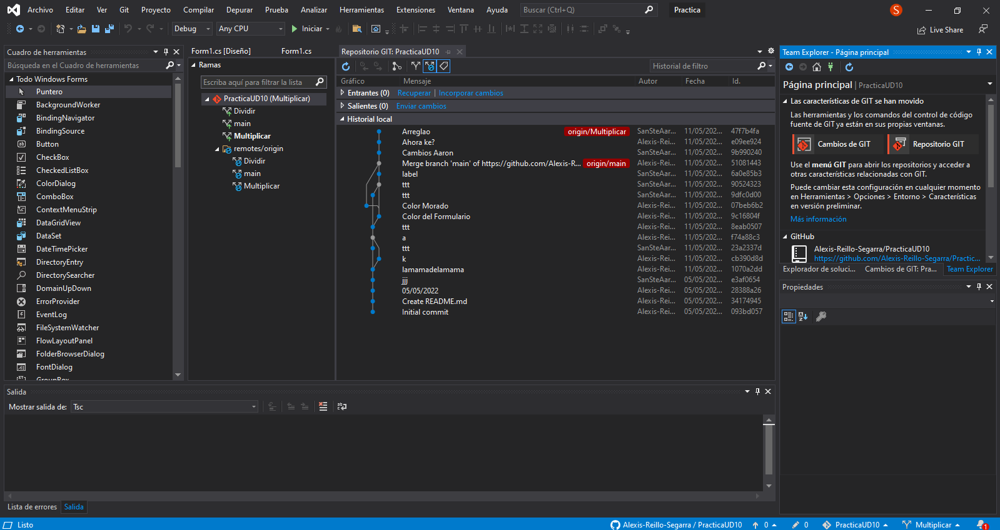 Archivo Editar Ver Git Proyecto Compilar Depurar Prueba Analizar Herramientas Extensiones Ventana Ayuda Buscar (Ctrl+Q) Practica S
Debug Any CPU Iniciar Live Share
Cuadro de herramientas
Búsqueda en el Cuadro de herramientas
Todo Windows Forms
Puntero
BackgroundWorker
BindingNavigator
BindingSource
Button
CheckBox
CheckedListBox
ColorDialog
ComboBox
ContextMenuStrip
DataGridView
DataSet
DateTimePicker
DirectoryEntry
DirectorySearcher
DomainUpDown
ErrorProvider
EventLog
FileSystemWatcher
FlowLayoutPanel
FolderBrowserDialog
FontDialog
GroupBox
Form1.cs [Diseño] Form1.cs Repositorio GIT: PracticaUD10
Ramas
Escriba aquí para filtrar la lista
PracticaUD10 (Multiplicar)
Dividir
main
Multiplicar
remotes/origin
Dividir
main
Multiplicar
Historial de filtro
Gráfico Mensaje Autor Fecha Id.
Entrantes (0) Recuperar | Incorporar cambios
Salientes (0) Enviar cambios
Historial local
Arreglao origin/Multiplicar SanSteAar... 11/05/202... 47f7b4fa
Ahora ke? Alexis-Rei... 11/05/202... e09ee924
Cambios Aaron SanSteAar... 11/05/202... 9b990240
Merge branch 'main' of https://github.com/Alexis-R... origin/main Alexis-Rei... 11/05/202... 51081443
label SanSteAar... 11/05/202... 6a0e85b3
ttt SanSteAar... 11/05/202... 90524323
ttt SanSteAar... 11/05/202... 9dfc0d00
Color Morado Alexis-Rei... 11/05/202... 07beb6b2
Color del Formulario Alexis-Rei... 11/05/202... 9c16804f
ttt Alexis-Rei... 11/05/202... 8eab0507
a Alexis-Rei... 11/05/202... f74a88c3
ttt SanSteAar... 11/05/202... 23a2337d
k Alexis-Rei... 11/05/202... cb390d8d
lamamadelamama Alexis-Rei... 11/05/202... 1070a2dd
jjj SanSteAar... 05/05/202... e3af0654
05/05/2022 Alexis-Rei... 05/05/202... 28388a26
Create README.md Alexis-Rei... 05/05/202... 34174945
Initial commit Alexis-Rei... 05/05/202... 093bd057
Team Explorer - Página principal
Página principal | PracticaUD10
Las características de GIT se han movido
Las herramientas y los comandos del control de código
fuente de GIT ya están en sus propias ventanas.
Cambios de GIT Repositorio GIT
Use el menú GIT para abrir los repositorios y acceder a
otras características relacionadas con GIT.
Puede cambiar esta configuración en cualquier momento
en Herramientas > Opciones > Entorno > Características
en versión preliminar.
Más información
GitHub
Alexis-Reillo-Segarra/PracticaUD10
https://github.com/Alexis-Reillo-Segarra/Practic...
Explorador de soluci... Cambios de GIT: Pra... Team Explorer
Propiedades
Salida
Mostrar salida de: Tsc
Lista de errores Salida
Listo Alexis-Reillo-Segarra / PracticaUD10 0 0 PracticaUD10 Multiplicar 1